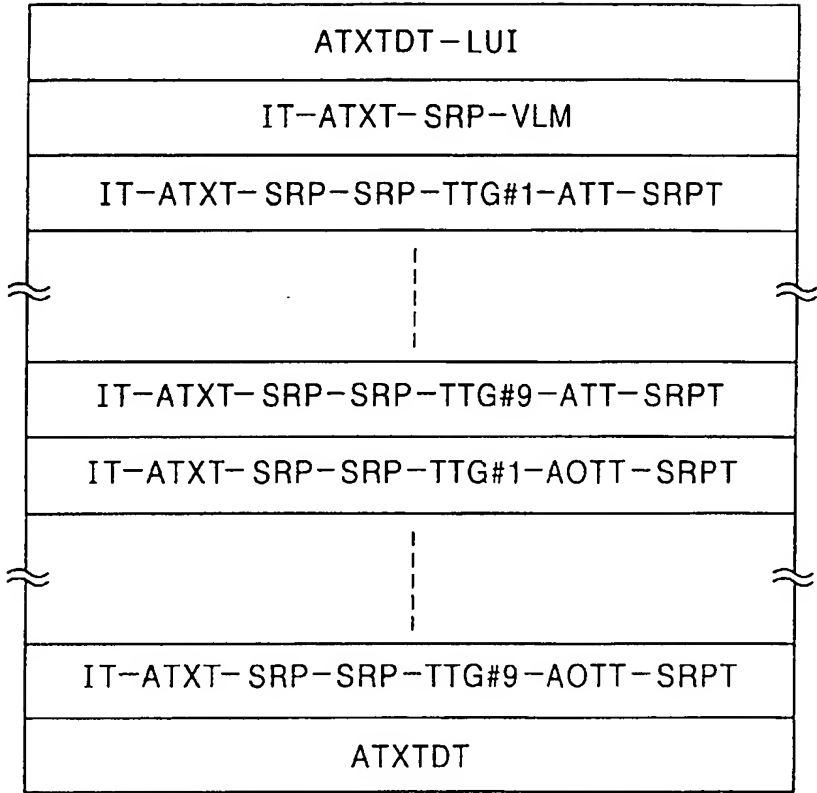 ATXTDT-LUI
IT-ATXT-SRP-VLM
IT-ATXT-SRP-SRP-TTG#1-ATT-SRPT
IT-ATXT-SRP-SRP-TTG#9-ATT-SRPT
IT-ATXT-SRP-SRP-TTG#1-AOTT-SRPT
IT-ATXT-SRP-SRP-TTG#9-AOTT-SRPT
ATXTDT